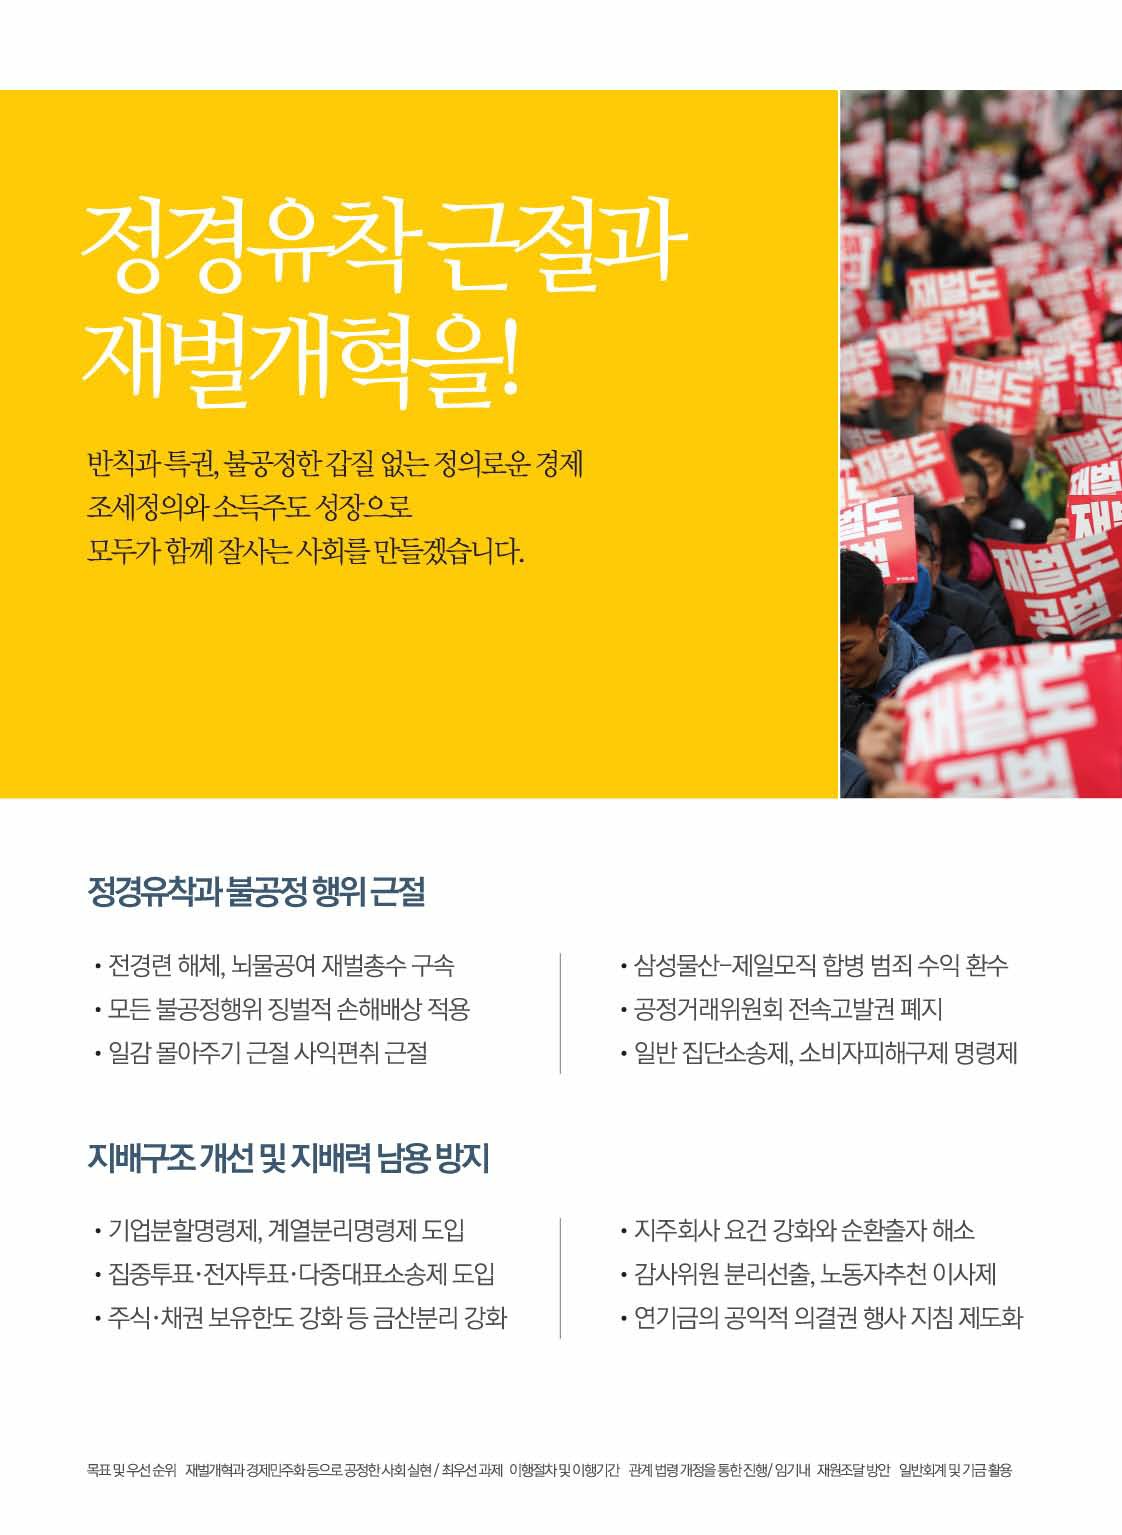 정경유착 근절과
재벌개혁을!
반칙과 특권, 불공정한 갑질 없는 정의로운 경제
조세정의와 소득주도 성장으로
모두가 함께 잘사는 사회를 만들겠습니다.
재벌도
공범
재벌도
재벌도
재벌도
재벌도
공범
재벌도
공범
정경유착과 불공정 행위 근절
• 전경련 해체, 뇌물공여 재벌총수 구속
• 모든 불공정행위 징벌적 손해배상 적용
• 일감 몰아주기 근절 사익편취 근절
• 삼성물산-제일모직 합병 범죄 수익 환수
• 공정거래위원회 전속고발권 폐지
• 일반 집단소송제, 소비자피해구제 명령제
지배구조 개선 및 지배력 남용 방지
• 기업분할명령제, 계열분리명령제 도입
• 집중투표·전자투표·다중대표소송제 도입
• 주식·채권 보유한도 강화 등 금산분리 강화
• 지주회사 요건 강화와 순환출자 해소
• 감사위원 분리선출, 노동자추천 이사제
• 연기금의 공익적 의결권 행사 지침 제도화
목표 및 우선 순위 재벌개혁과 경제민주화 등으로 공정한 사회 실현 / 최우선 과제 이행절차 및 이행기간 관계 법령 개정을 통한 진행/ 임기내 재원조달 방안 일반회계 및 기금 활용